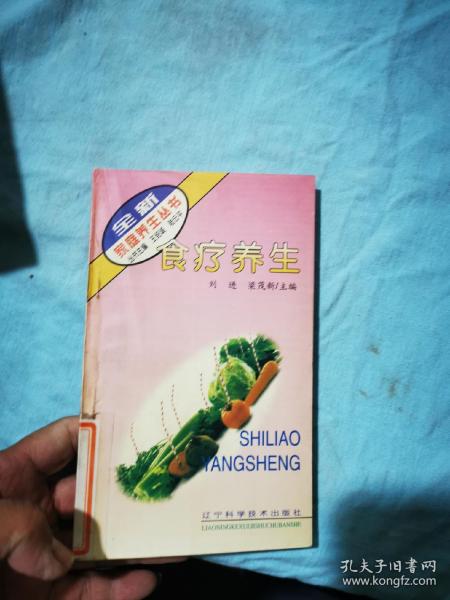 全新
家庭养生丛书
食疗养生
刘 进 梁茂新/主编
SHILIAO
YANGSHENG
辽宁科学技术出版社
LIAONINGKEXUEJISHUCHUBANSHE
孔夫子旧书网
www.kongfz.com